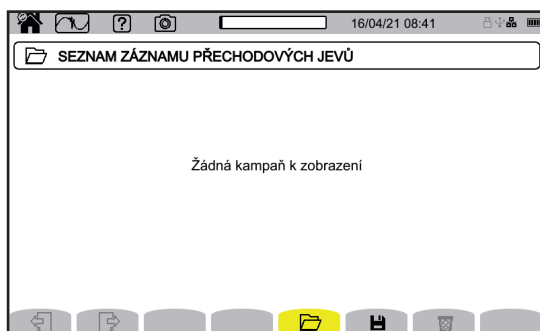 16/04/21 08:41
SEZNAM ZÁZNAMU PŘECHODOVÝCH JEVŮ
Žádná kampaň k zobrazení